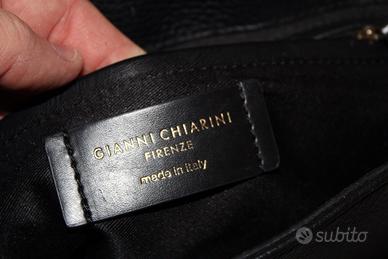 GIANNI CHIARINI
FIRENZE
made in italy
subito